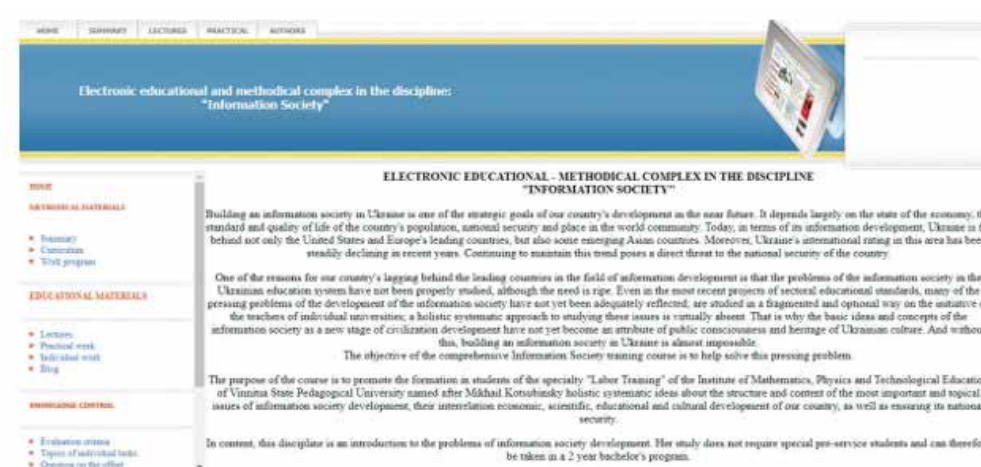 HOME SUMMARY LECTURES PRACTICAL AUTHORS
Electronic educational and methodical complex in the discipline:
"Information Society"
HOME
METHODICAL MATERIALS
Summary
Curriculum
Work program
EDUCATIONAL MATERIALS
Lectures
Practical work
Individual work
Blog
KNOWLEDGE CONTROL
Evaluation criteria
Topics of individual tasks
Question on the offset
ELECTRONIC EDUCATIONAL - METHODICAL COMPLEX IN THE DISCIPLINE
"INFORMATION SOCIETY"
Building an information society in Ukraine is one of the strategic goals of our country's development in the near future. It depends largely on the state of the economy,
standard and quality of life of the country's population, national security and place in the world community. Today, in terms of its information development, Ukraine is
behind not only the United States and Europe's leading countries, but also some emerging Asian countries. Moreover, Ukraine's international rating in this area has bee
steadily declining in recent years. Continuing to maintain this trend poses a direct threat to the national security of the country.
One of the reasons for our country's lagging behind the leading countries in the field of information development is that the problems of the information society in the
Ukrainian education system have not been properly studied, although the need is ripe. Even in the most recent projects of sectoral educational standards, many of the
pressing problems of the development of the information society have not yet been adequately reflected, are studied in a fragmented and optional way on the initiative
the teachers of individual universities; a holistic systematic approach to studying these issues is virtually absent. That is why the basic ideas and concepts of the
information society as a new stage of civilization development have not yet become an attribute of public consciousness and heritage of Ukrainian culture. And withou
this, building an information society in Ukraine is almost impossible.
The objective of the comprehensive Information Society training course is to help solve this pressing problem.
The purpose of the course is to promote the formation in students of the specialty "Labor Training" of the Institute of Mathematics, Physics and Technological Educatio
of Vinnitsa State Pedagogical University named after Mikhail Kotsubinsky holistic systematic ideas about the structure and content of the most important and topical
issues of information society development, their interrelation economic, scientific, educational and cultural development of our country, as well as ensuring its nationa
security.
In content, this discipline is an introduction to the problems of information society development. Her study does not require special pre-service students and can therefo
be taken in a 2 year bachelor's program.